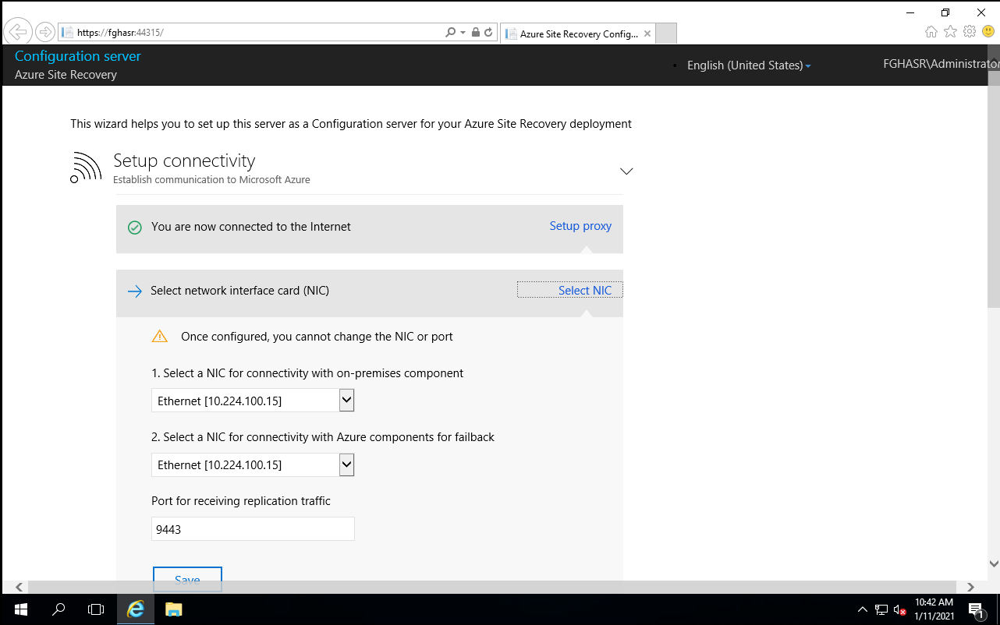 https://fghasr:44315/
Azure Site Recovery Config...
Configuration server
Azure Site Recovery
English (United States)
FGHASR\Administrator
This wizard helps you to set up this server as a Configuration server for your Azure Site Recovery deployment
Setup connectivity
Establish communication to Microsoft Azure
You are now connected to the Internet
Setup proxy
Select network interface card (NIC)
Select NIC
Once configured, you cannot change the NIC or port
1. Select a NIC for connectivity with on-premises component
Ethernet [10.224.100.15]
2. Select a NIC for connectivity with Azure components for failback
Ethernet [10.224.100.15]
Port for receiving replication traffic
9443
Save
10:42 AM
1/11/2021
1